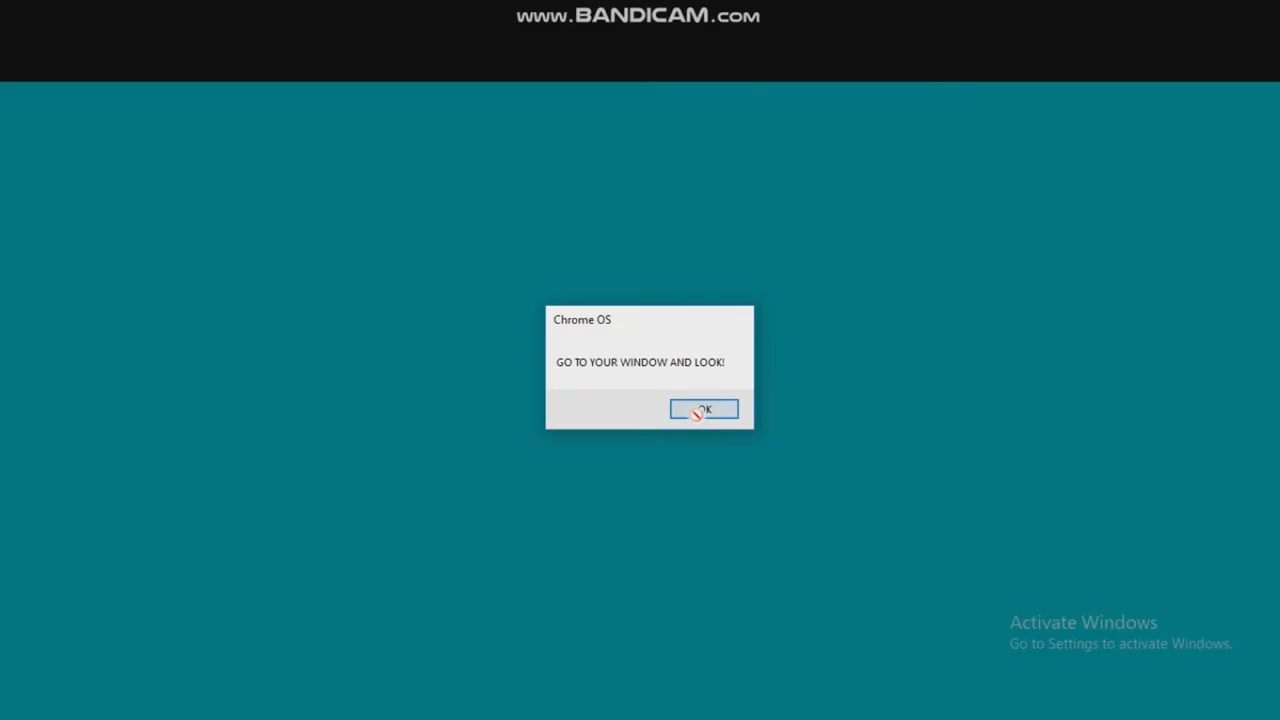 www.BANDICAM.com
Chrome OS
GO TO YOUR WINDOW AND LOOK!
OK
Activate Windows
Go to Settings to activate Windows.